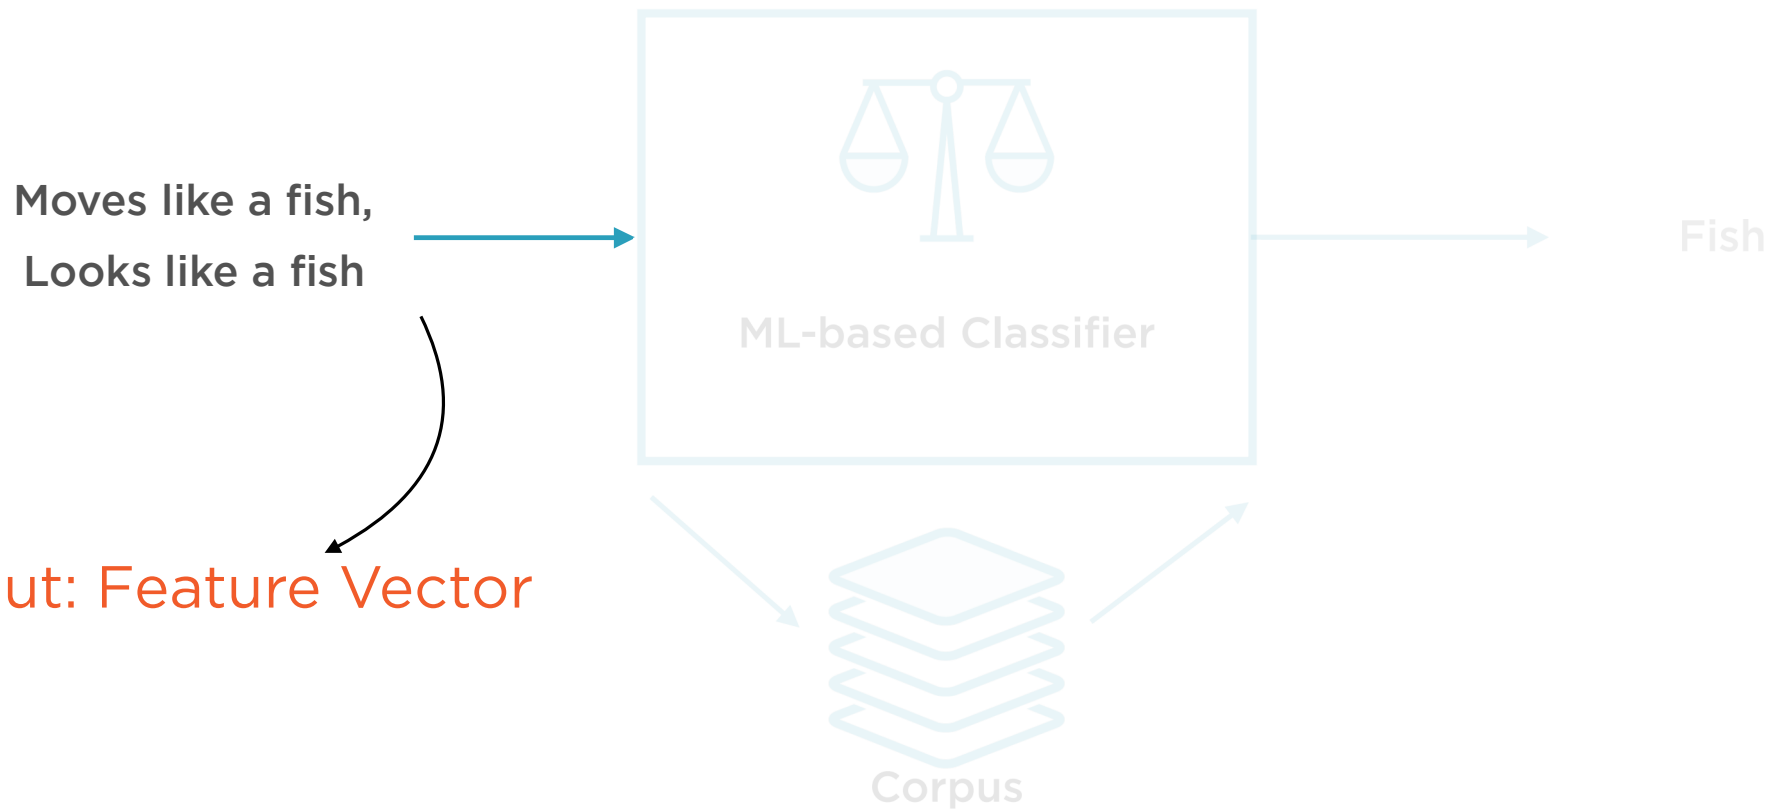 Moves like a fish,
Looks like a fish
ML-based Classifier
Fish
ut: Feature Vector
Corpus